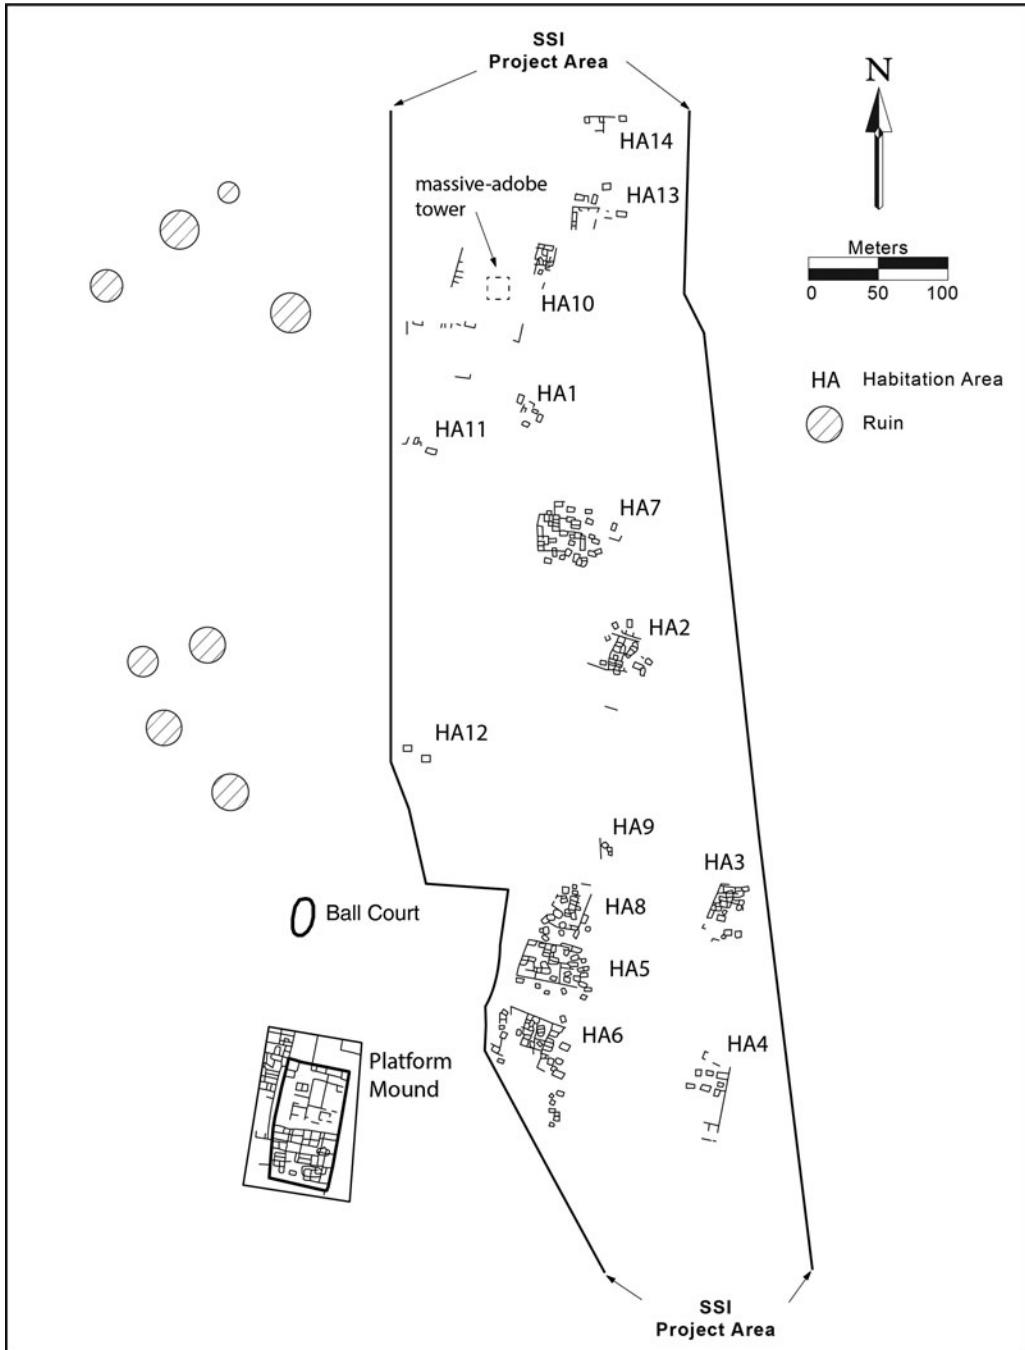 SSI
Project Area
N
HA14
massive-adobe
tower
HA13
Meters
0 50 100
HA10
HA Habitation Area
HA1
Ruin
HA11
HA7
HA2
HA12
HA9
HA3
HA8
Ball Court
HA5
HA6
HA4
Platform
Mound
SSI
Project Area